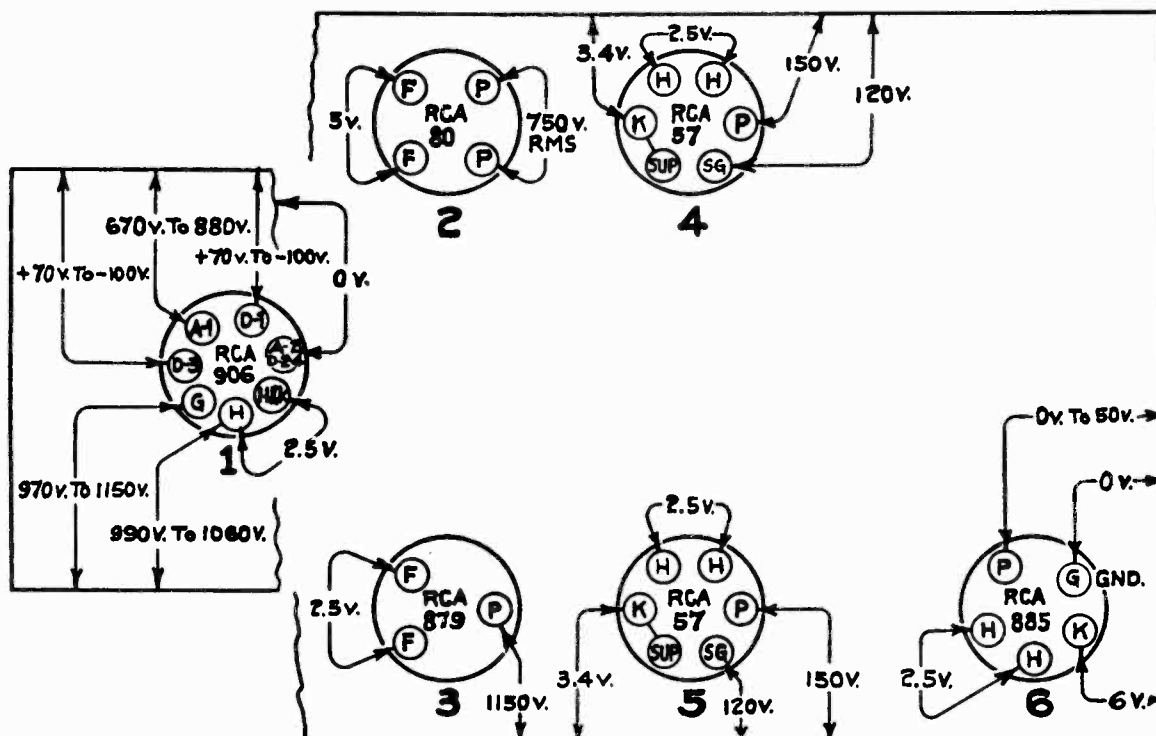 2.5V.
3.4V.
150V.
120V.
H H
K P
RCA
57
SUP SG
4
5V.
F P
RCA
80
F P
750V.
RMS
2
670V. To 880V.
+70V. To -100V.
+70V. To -100V.
0V.
A-1 D-1
D-3
RCA
906
G H
1
2.5V.
970V. To 1150V.
990V. To 1060V.
2.5V.
F
RCA
879
P
F
3
1150V.
2.5V.
H H
K P
RCA
57
SUP SG
5
3.4V.
120V.
150V.
0V. To 50V.
0V.
P
G GND.
RCA
885
H K
H
2.5V.
6V.
6